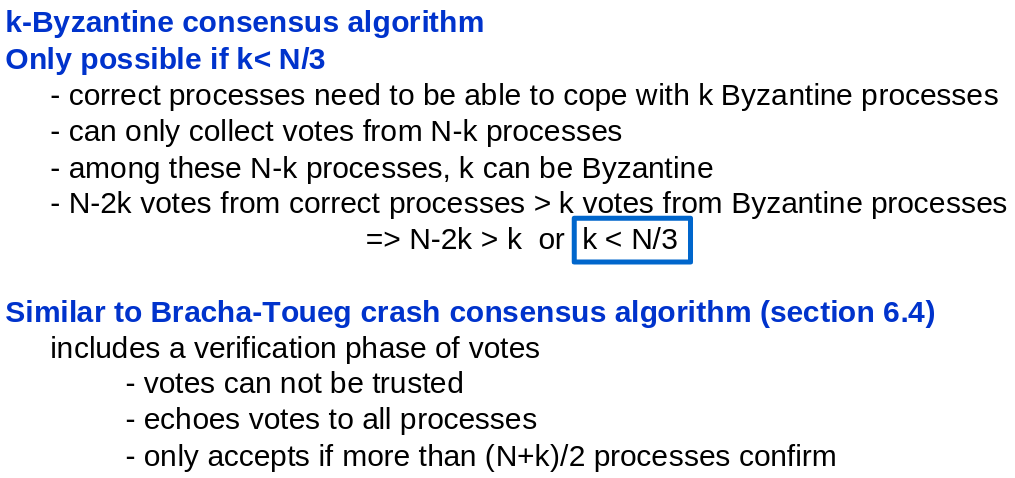 k-Byzantine consensus algorithm
Only possible if k< N/3
- correct processes need to be able to cope with k Byzantine processes
- can only collect votes from N-k processes
- among these N-k processes, k can be Byzantine
- N-2k votes from correct processes > k votes from Byzantine processes
=> N-2k > k or k < N/3
Similar to Bracha-Toueg crash consensus algorithm (section 6.4)
includes a verification phase of votes
- votes can not be trusted
- echoes votes to all processes
- only accepts if more than (N+k)/2 processes confirm